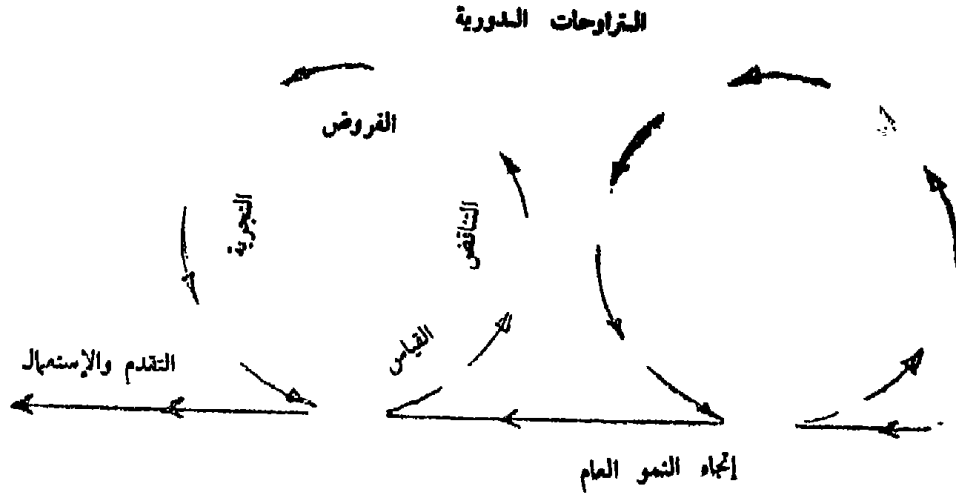 التراوحات الدورية
الفروض
التناقض
التجربة
القياس
التقدم والإستعمال
إتجاه النمو العام